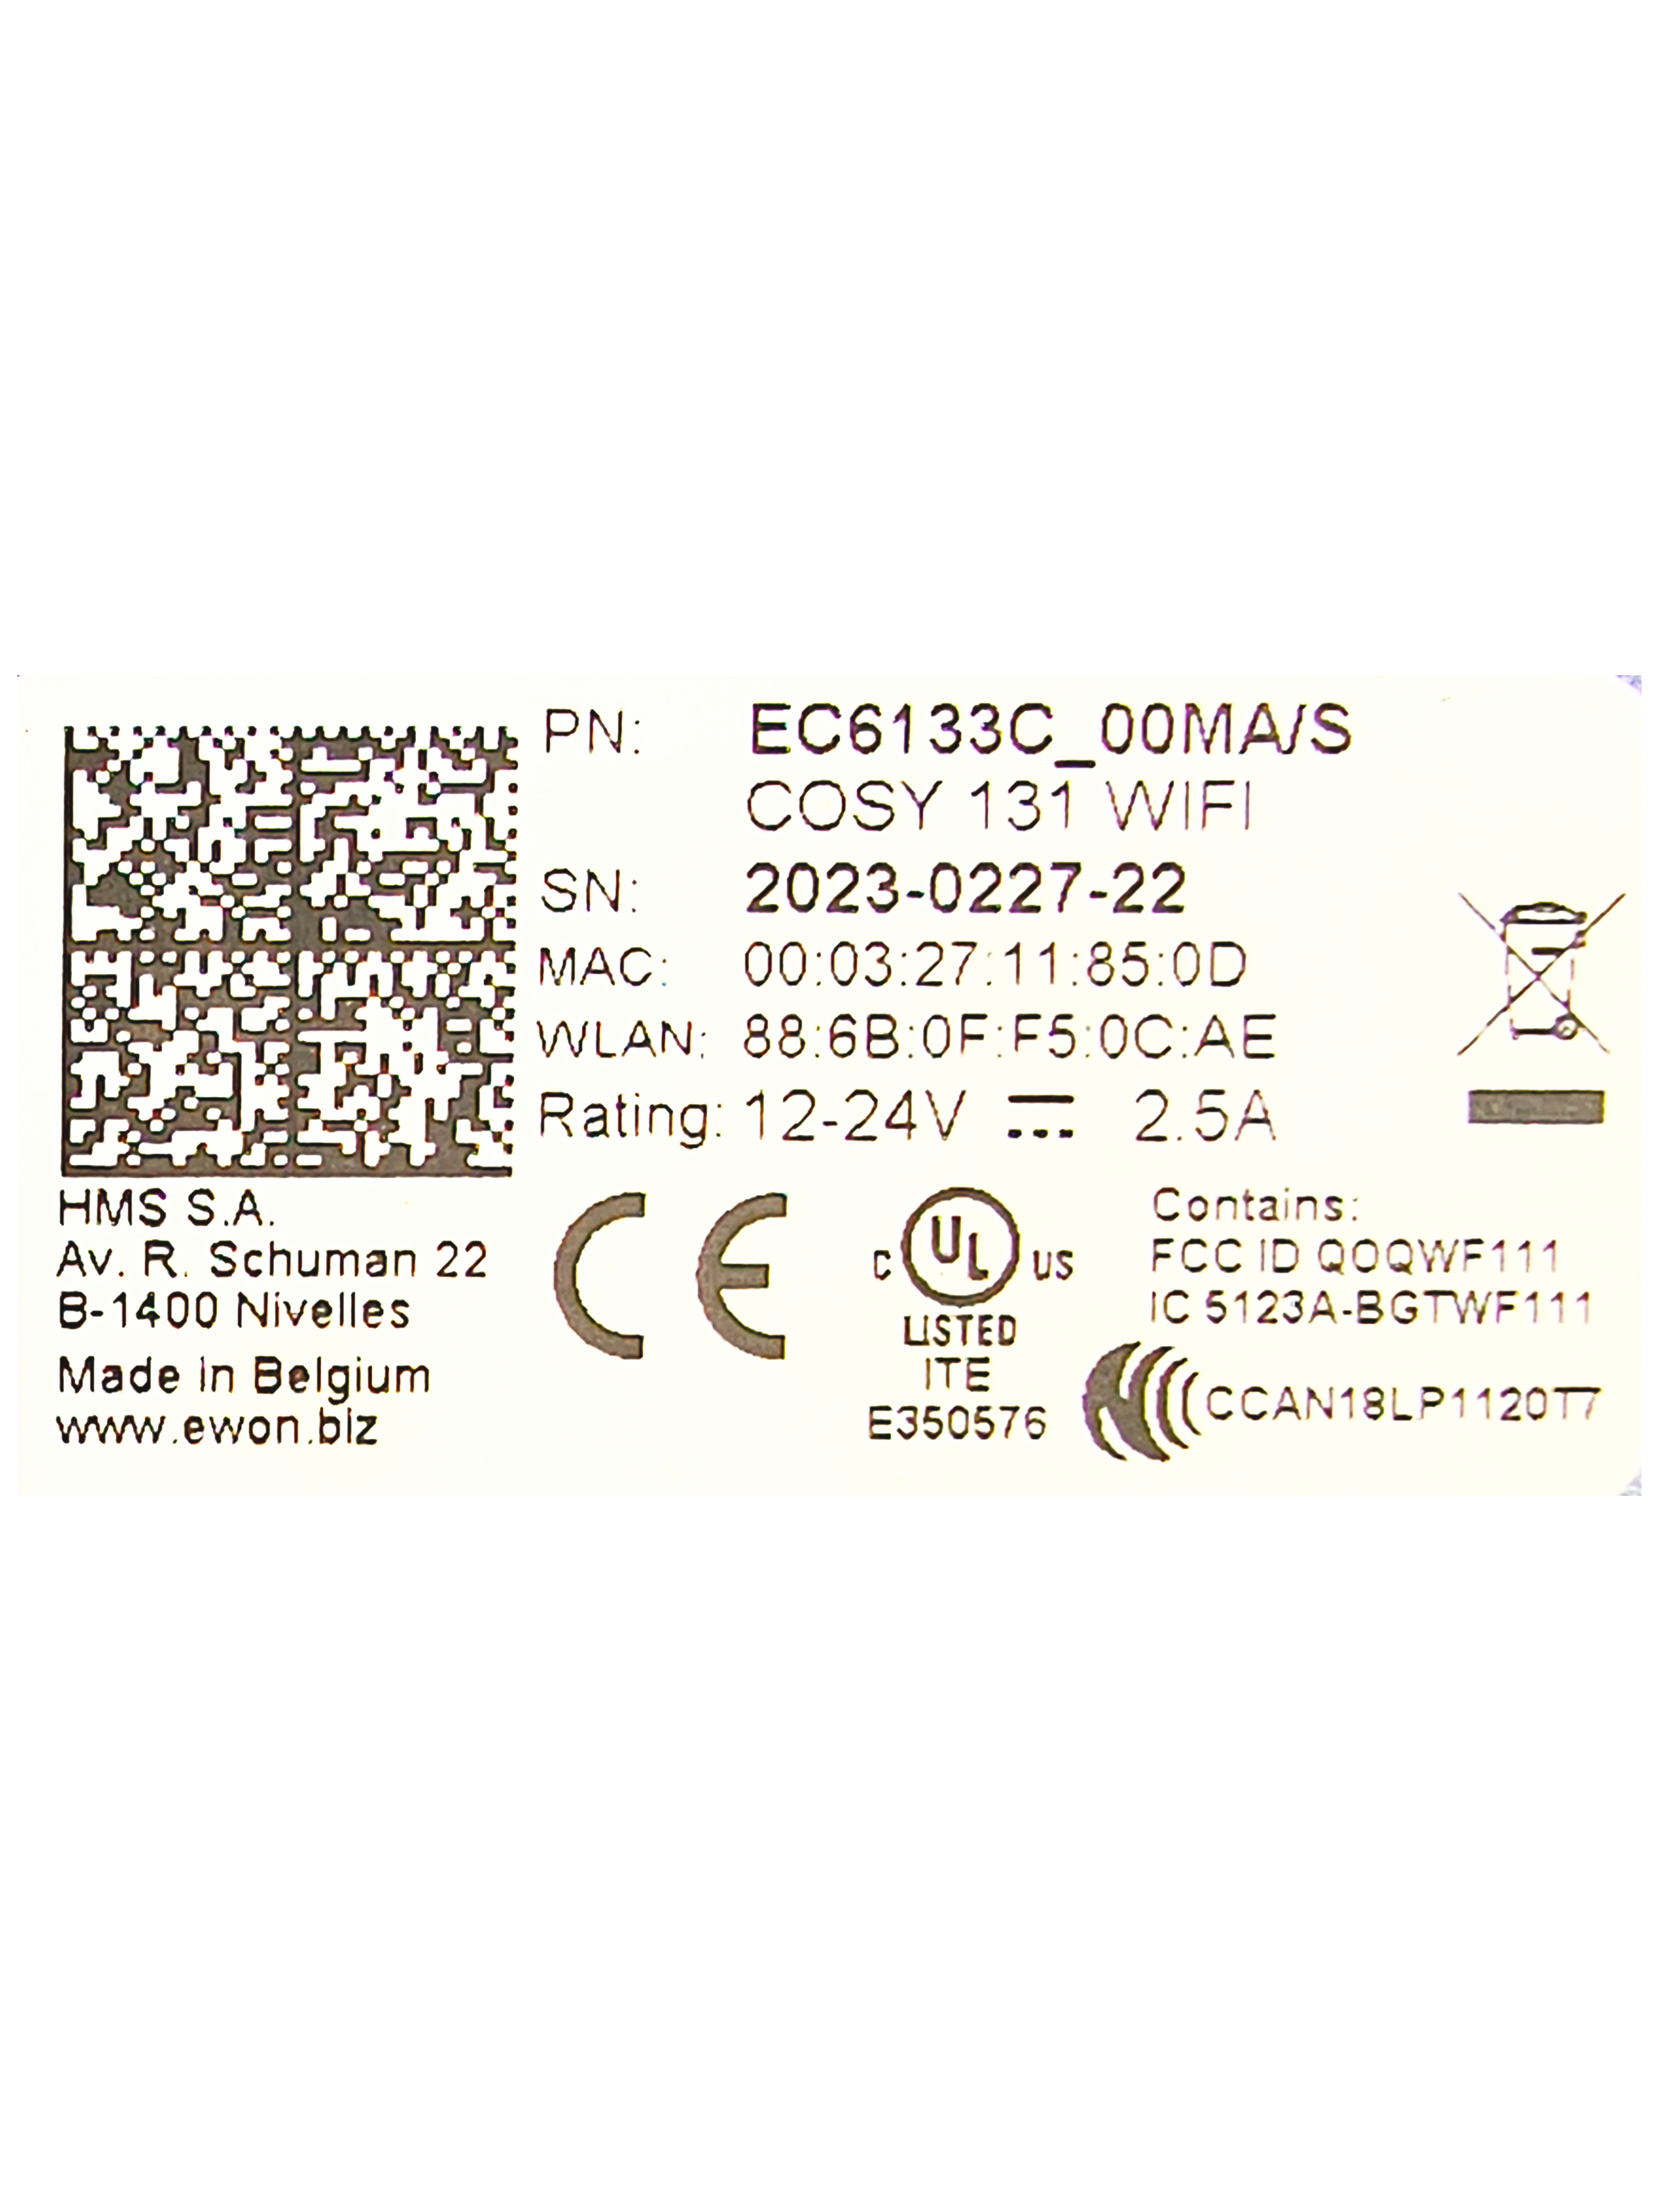 PN: EC6133C_00MA/S
COSY 131 WIFI
SN: 2023-0227-22
MAC: 00:03:27:11:85:0D
WLAN: 88:6B:0F:F5:0C:AE
Rating: 12-24V 2.5A
HMS S.A.
Av. R. Schuman 22
B-1400 Nivelles
Made in Belgium
www.ewon.biz
CE
C UL US
LISTED
ITE
E350576
Contains:
FCC ID QOQWF111
IC 5123A-BGTWF111
CCAN18LP1120T7